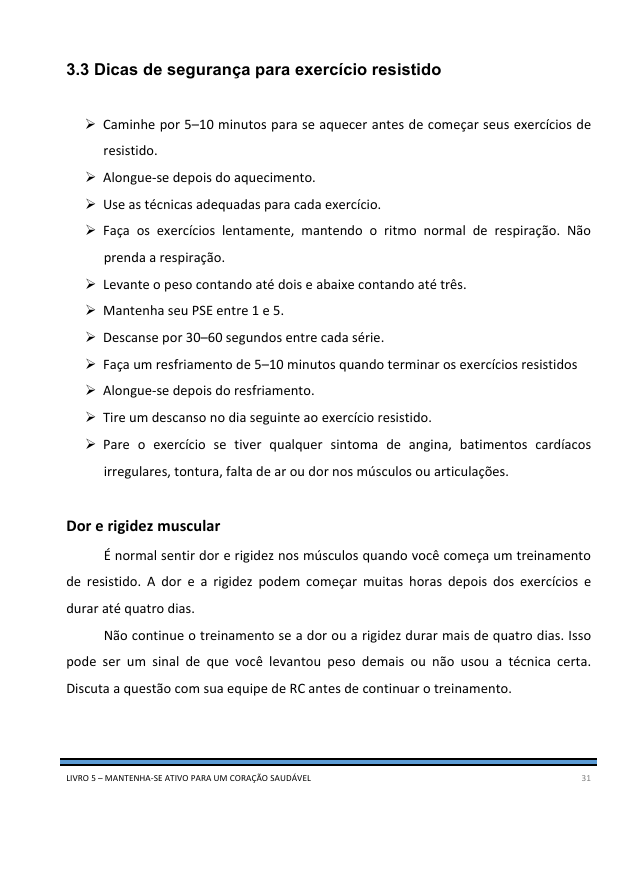 3.3 Dicas de segurança para exercício resistido
➢ Caminhe por 5–10 minutos para se aquecer antes de começar seus exercícios de
resistido.
➢ Alongue-se depois do aquecimento.
➢ Use as técnicas adequadas para cada exercício.
➢ Faça os exercícios lentamente, mantendo o ritmo normal de respiração. Não
prenda a respiração.
➢ Levante o peso contando até dois e abaixe contando até três.
➢ Mantenha seu PSE entre 1 e 5.
➢ Descanse por 30–60 segundos entre cada série.
➢ Faça um resfriamento de 5–10 minutos quando terminar os exercícios resistidos
➢ Alongue-se depois do resfriamento.
➢ Tire um descanso no dia seguinte ao exercício resistido.
➢ Pare o exercício se tiver qualquer sintoma de angina, batimentos cardíacos
irregulares, tontura, falta de ar ou dor nos músculos ou articulações.
Dor e rigidez muscular
É normal sentir dor e rigidez nos músculos quando você começa um treinamento
de resistido. A dor e a rigidez podem começar muitas horas depois dos exercícios e
durar até quatro dias.
Não continue o treinamento se a dor ou a rigidez durar mais de quatro dias. Isso
pode ser um sinal de que você levantou peso demais ou não usou a técnica certa.
Discuta a questão com sua equipe de RC antes de continuar o treinamento.
LIVRO 5 – MANTENHA-SE ATIVO PARA UM CORAÇÃO SAUDÁVEL 31